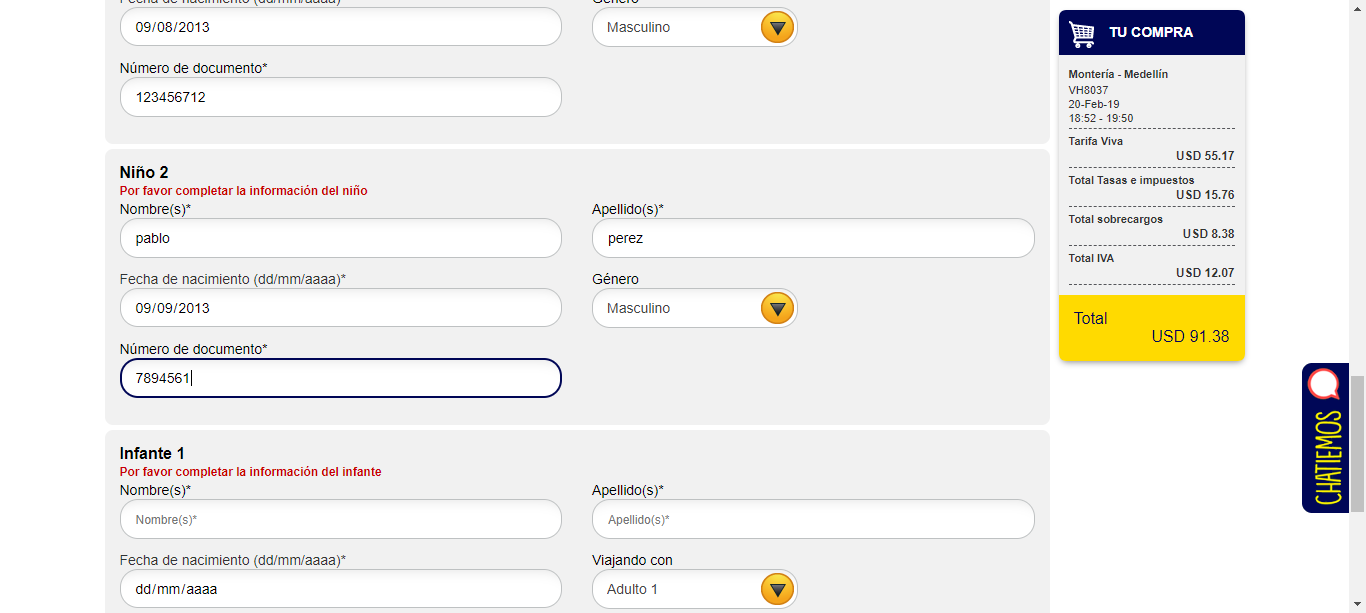 Fecha de nacimiento (dd/mm/aaaa)*
Género
09/08/2013
Masculino
Número de documento*
123456712
Niño 2
Por favor completar la información del niño
Nombre(s)*
Apellido(s)*
pablo
perez
Fecha de nacimiento (dd/mm/aaaa)*
Género
09/09/2013
Masculino
Número de documento*
7894561
Infante 1
Por favor completar la información del infante
Nombre(s)*
Apellido(s)*
Nombre(s)*
Apellido(s)*
Fecha de nacimiento (dd/mm/aaaa)*
Viajando con
dd/mm/aaaa
Adulto 1
TU COMPRA
Montería - Medellín
VH8037
20-Feb-19
18:52 - 19:50
Tarifa Viva
USD 55.17
Total Tasas e impuestos
USD 15.76
Total sobrecargos
USD 8.38
Total IVA
USD 12.07
Total
USD 91.38
CHATIEMOS